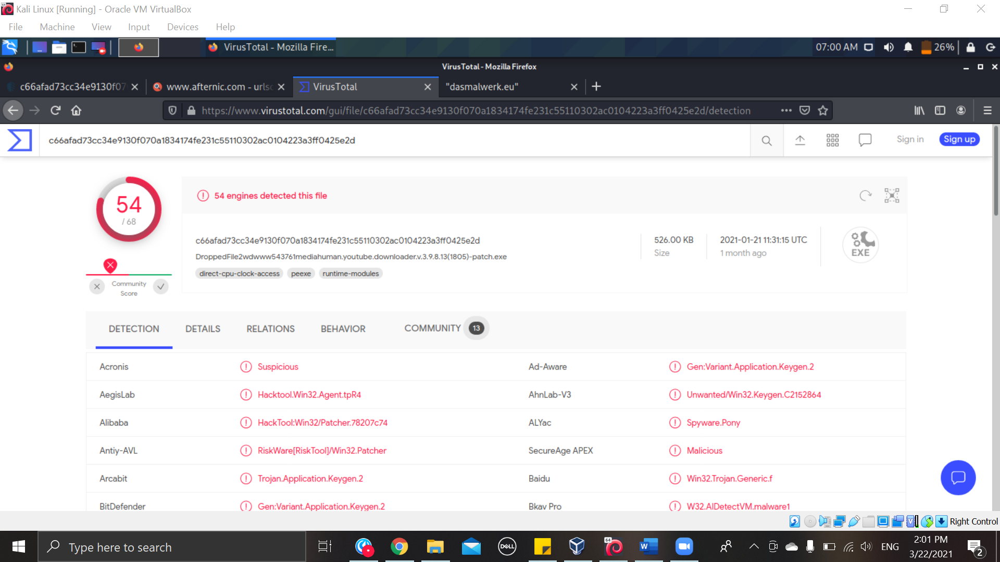 Kali Linux [Running] - Oracle VM VirtualBox
File Machine View Input Devices Help
VirusTotal - Mozilla Fire... 07:00 AM 26%
VirusTotal - Mozilla Firefox
c66afad73cc34e9130f07 www.afternic.com - urlsc VirusTotal "dasmalwerk.eu"
https://www.virustotal.com/gui/file/c66afad73cc34e9130f070a1834174fe231c55110302ac0104223a3ff0425e2d/detection
c66afad73cc34e9130f070a1834174fe231c55110302ac0104223a3ff0425e2d Sign in Sign up
54
/ 68
54 engines detected this file
c66afad73cc34e9130f070a1834174fe231c55110302ac0104223a3ff0425e2d
DroppedFile2wdwww543761mediahuman.youtube.downloader.v.3.9.8.13(1805)-patch.exe
direct-cpu-clock-access peexe runtime-modules
526.00 KB
Size
2021-01-21 11:31:15 UTC
1 month ago
EXE
Community
Score
DETECTION DETAILS RELATIONS BEHAVIOR COMMUNITY 13
Acronis Suspicious Ad-Aware Gen:Variant.Application.Keygen.2
AegisLab Hacktool.Win32.Agent.tpR4 AhnLab-V3 Unwanted/Win32.Keygen.C2152864
Alibaba HackTool:Win32/Patcher.78207c74 ALYac Spyware.Pony
Antiy-AVL RiskWare[RiskTool]/Win32.Patcher SecureAge APEX Malicious
Arcabit Trojan.Application.Keygen.2 Baidu Win32.Trojan.Generic.f
BitDefender Gen:Variant.Application.Keygen.2 Bkav Pro W32.AIDetectVM.malware1
Right Control
Type here to search
DELL
64
W
ENG
2:01 PM
3/22/2021
2